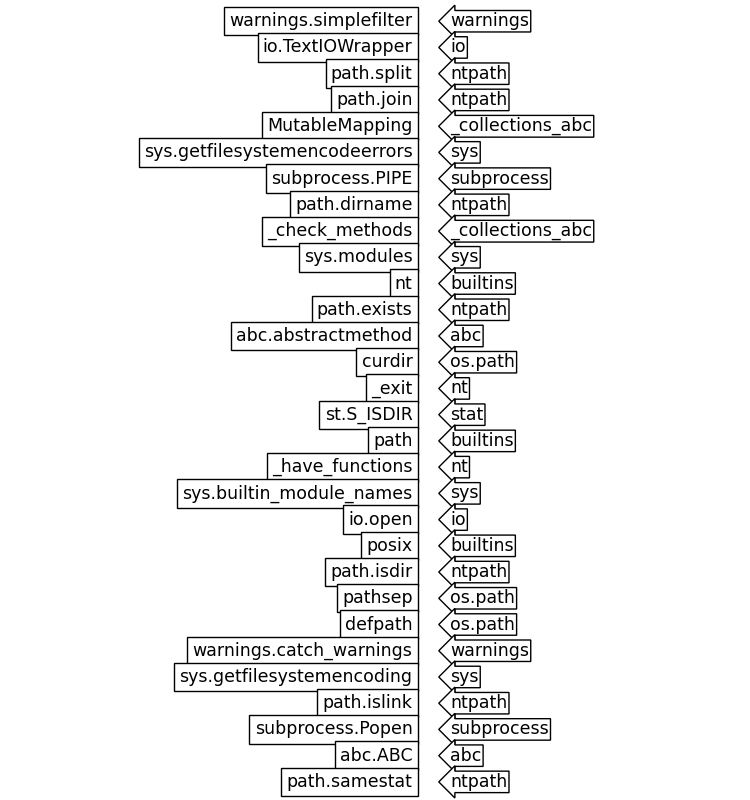 warnings.simplefilter warnings
io.TextIOWrapper io
path.split ntpath
path.join ntpath
MutableMapping _collections_abc
sys.getfilesystemencodeerrors sys
subprocess.PIPE subprocess
path.dirname ntpath
_check_methods _collections_abc
sys.modules sys
nt builtins
path.exists ntpath
abc.abstractmethod abc
curdir os.path
_exit nt
st.S_ISDIR stat
path builtins
_have_functions nt
sys.builtin_module_names sys
io.open io
posix builtins
path.isdir ntpath
pathsep os.path
defpath os.path
warnings.catch_warnings warnings
sys.getfilesystemencoding sys
path.islink ntpath
subprocess.Popen subprocess
abc.ABC abc
path.samestat ntpath